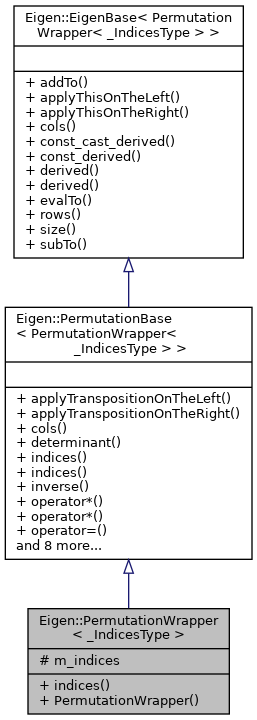 Eigen::EigenBase< Permutation
Wrapper< _IndicesType > >
+ addTo()
+ applyThisOnTheLeft()
+ applyThisOnTheRight()
+ cols()
+ const_cast_derived()
+ const_derived()
+ derived()
+ derived()
+ evalTo()
+ rows()
+ size()
+ subTo()
Eigen::PermutationBase
< PermutationWrapper<
_IndicesType > >
+ applyTranspositionOnTheLeft()
+ applyTranspositionOnTheRight()
+ cols()
+ determinant()
+ indices()
+ indices()
+ inverse()
+ operator*()
+ operator*()
+ operator=()
and 8 more...
Eigen::PermutationWrapper
< _IndicesType >
# m_indices
+ indices()
+ PermutationWrapper()